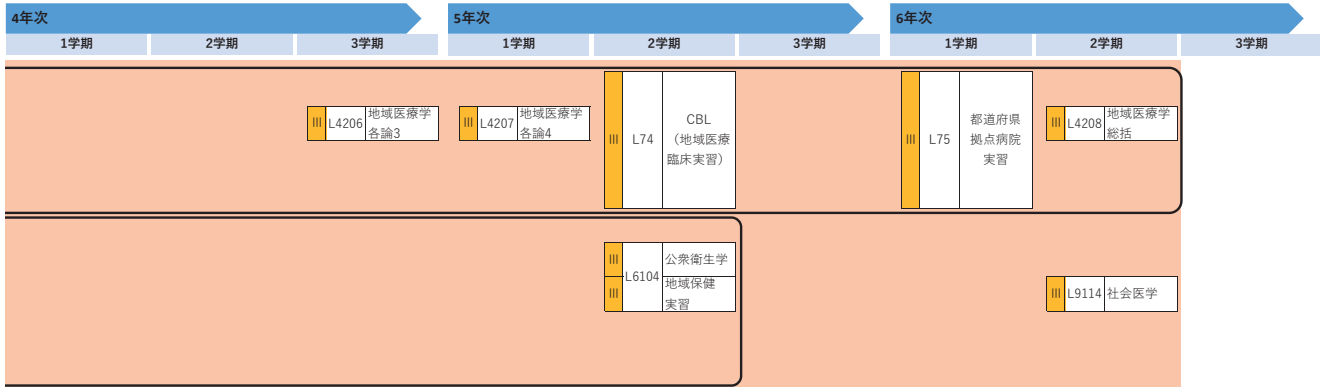 4年次
5年次
6年次
1学期
2学期
3学期
1学期
2学期
3学期
1学期
2学期
3学期
III
L4206
地域医療学
各論3
III
L4207
地域医療学
各論4
III
L74
CBL
（地域医療
臨床実習）
III
L75
都道府県
拠点病院
実習
III
L4208
地域医療学
総括
III
III
L6104
公衆衛生学
地域保健
実習
III
L9114
社会医学